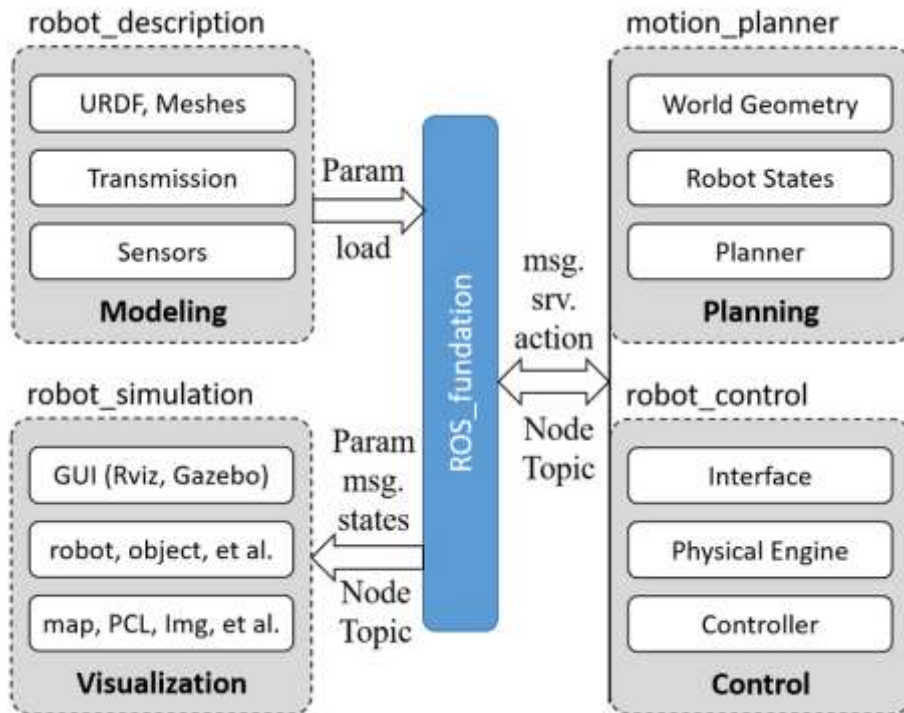 robot_description
URDF, Meshes
Transmission
Sensors
Modeling
robot_simulation
GUI (Rviz, Gazebo)
robot, object, et al.
map, PCL, Img, et al.
Visualization
Param
load
Param
msg.
states
Node
Topic
ROS_fundation
msg.
srv.
action
Node
Topic
motion_planner
World Geometry
Robot States
Planner
Planning
robot_control
Interface
Physical Engine
Controller
Control